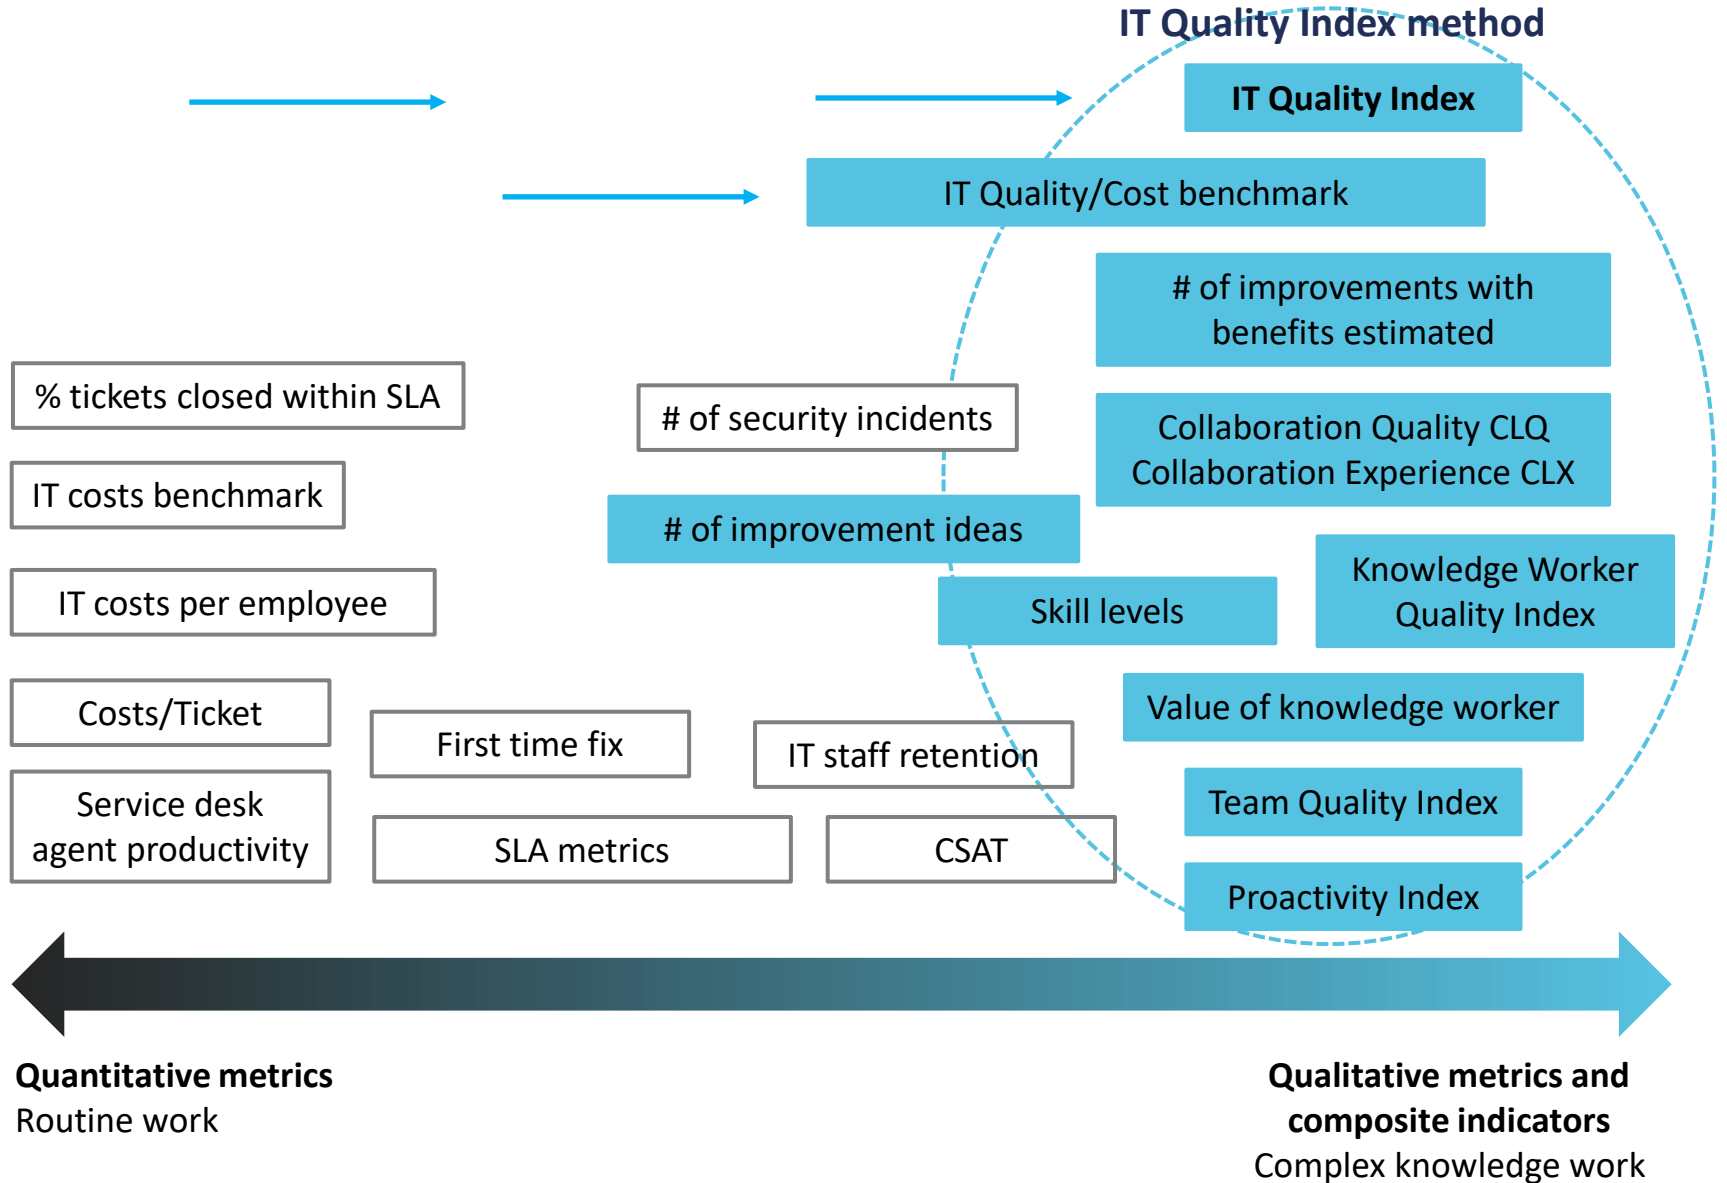 IT Quality Index method
IT Quality Index
IT Quality/Cost benchmark
# of improvements with
benefits estimated
% tickets closed within SLA
# of security incidents
Collaboration Quality CLQ
Collaboration Experience CLX
IT costs benchmark
# of improvement ideas
Knowledge Worker
Quality Index
IT costs per employee
Skill levels
Costs/Ticket
First time fix
IT staff retention
Value of knowledge worker
Service desk
agent productivity
SLA metrics
CSAT
Team Quality Index
Proactivity Index
Quantitative metrics
Routine work
Qualitative metrics and
composite indicators
Complex knowledge work